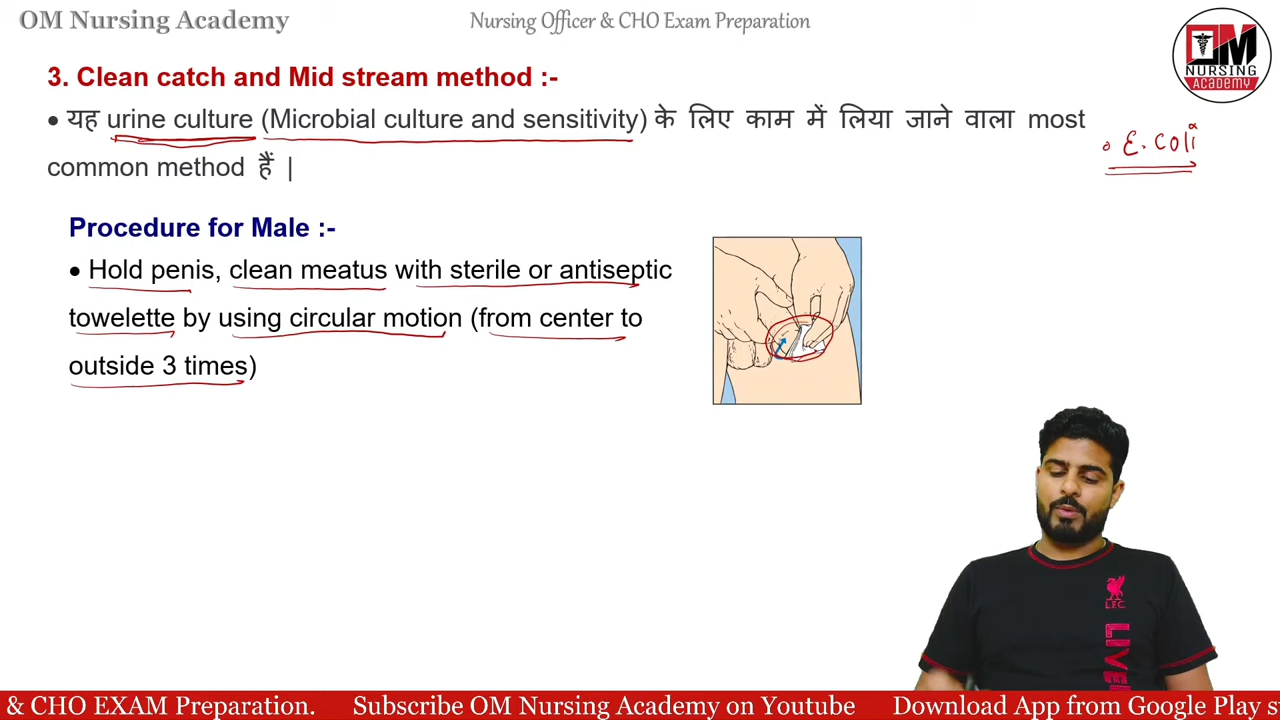 OM Nursing Academy
Nursing Officer & CHO Exam Preparation
OM
NURSING
ACADEMY
3. Clean catch and Mid stream method :-
• यह urine culture (Microbial culture and sensitivity) के लिए काम में लिया जाने वाला most
common method हैं |
E. Coli
Procedure for Male :-
• Hold penis, clean meatus with sterile or antiseptic
towelette by using circular motion (from center to
outside 3 times)
L.F.C.
LIVE
& CHO EXAM Preparation. Subscribe OM Nursing Academy on Youtube Download App from Google Play s